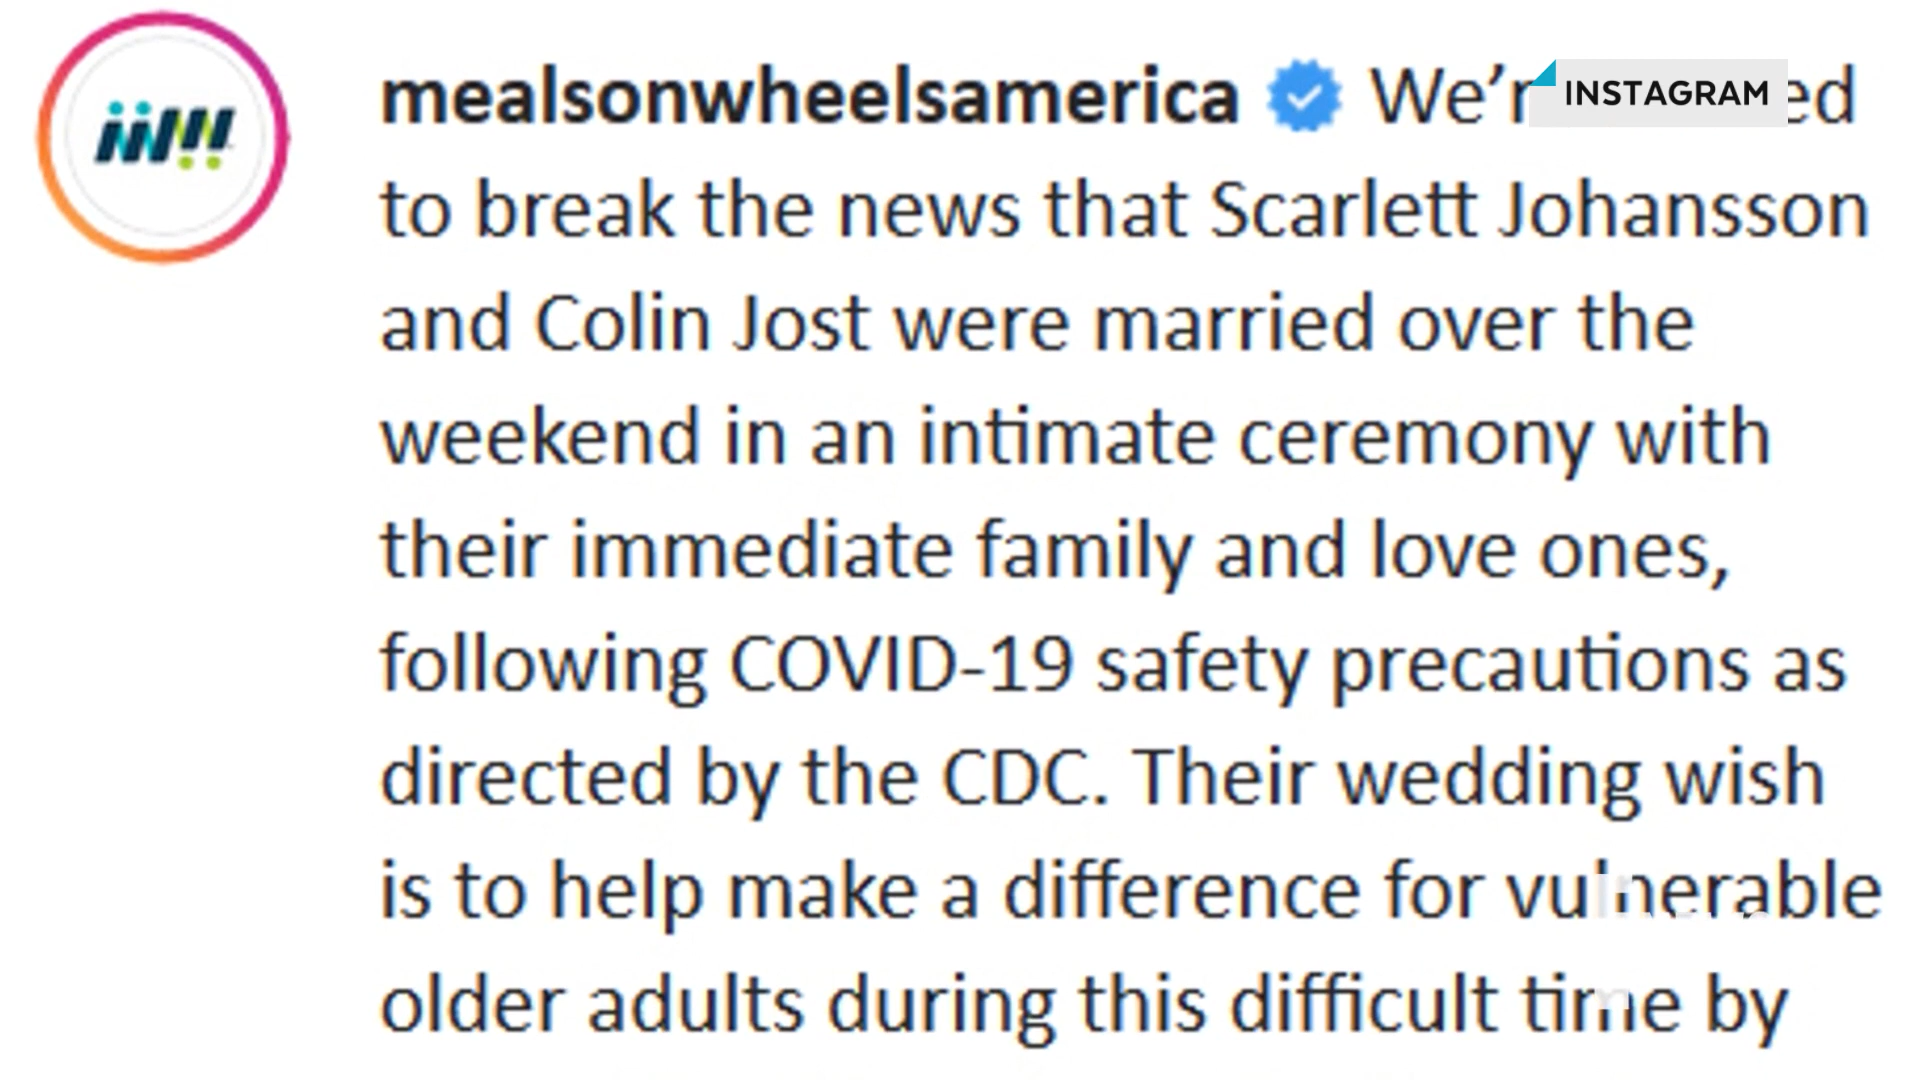 mealsonwheelsamerica We’r ed
INSTAGRAM
to break the news that Scarlett Johansson
and Colin Jost were married over the
weekend in an intimate ceremony with
their immediate family and love ones,
following COVID-19 safety precautions as
directed by the CDC. Their wedding wish
is to help make a difference for vulnerable
older adults during this difficult time by